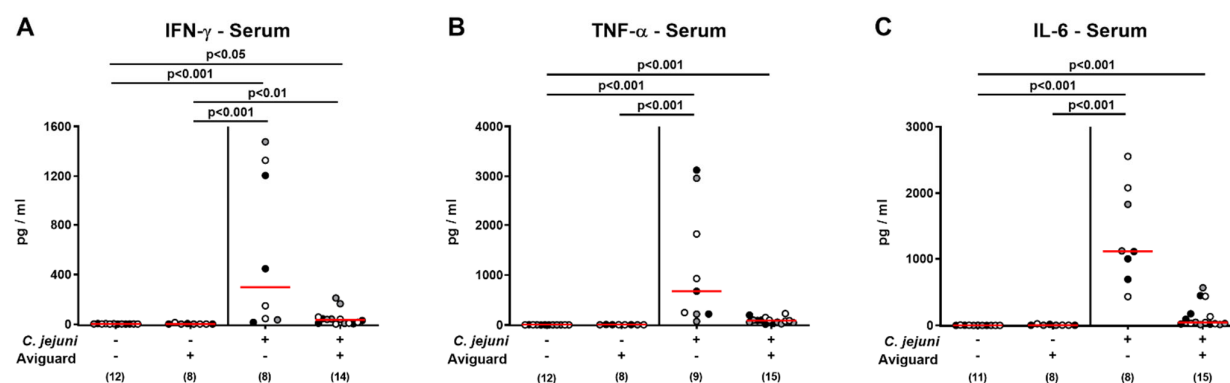 A
IFN-γ - Serum
p<0.05
p<0.001
p<0.01
p<0.001
1600
1200
800
400
0
pg / ml
C. jejuni - - + +
Aviguard - + - +
(12) (8) (8) (14)
B
TNF-α - Serum
p<0.001
p<0.001
p<0.001
4000
3000
2000
1000
0
pg / ml
C. jejuni - - + +
Aviguard - + - +
(12) (8) (9) (15)
C
IL-6 - Serum
p<0.001
p<0.001
p<0.001
3000
2000
1000
0
pg / ml
C. jejuni - - + +
Aviguard - + - +
(11) (8) (8) (15)